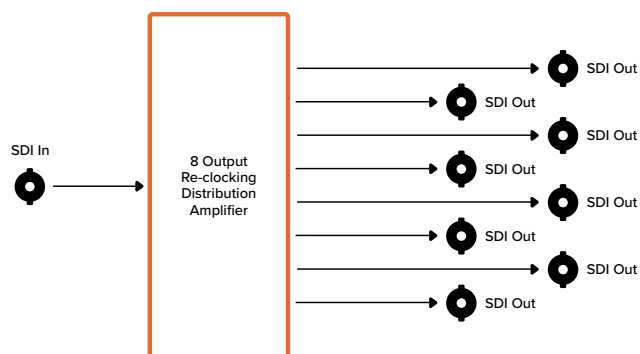 SDI In
8 Output
Re-clocking
Distribution
Amplifier
SDI Out
SDI Out
SDI Out
SDI Out
SDI Out
SDI Out
SDI Out
SDI Out